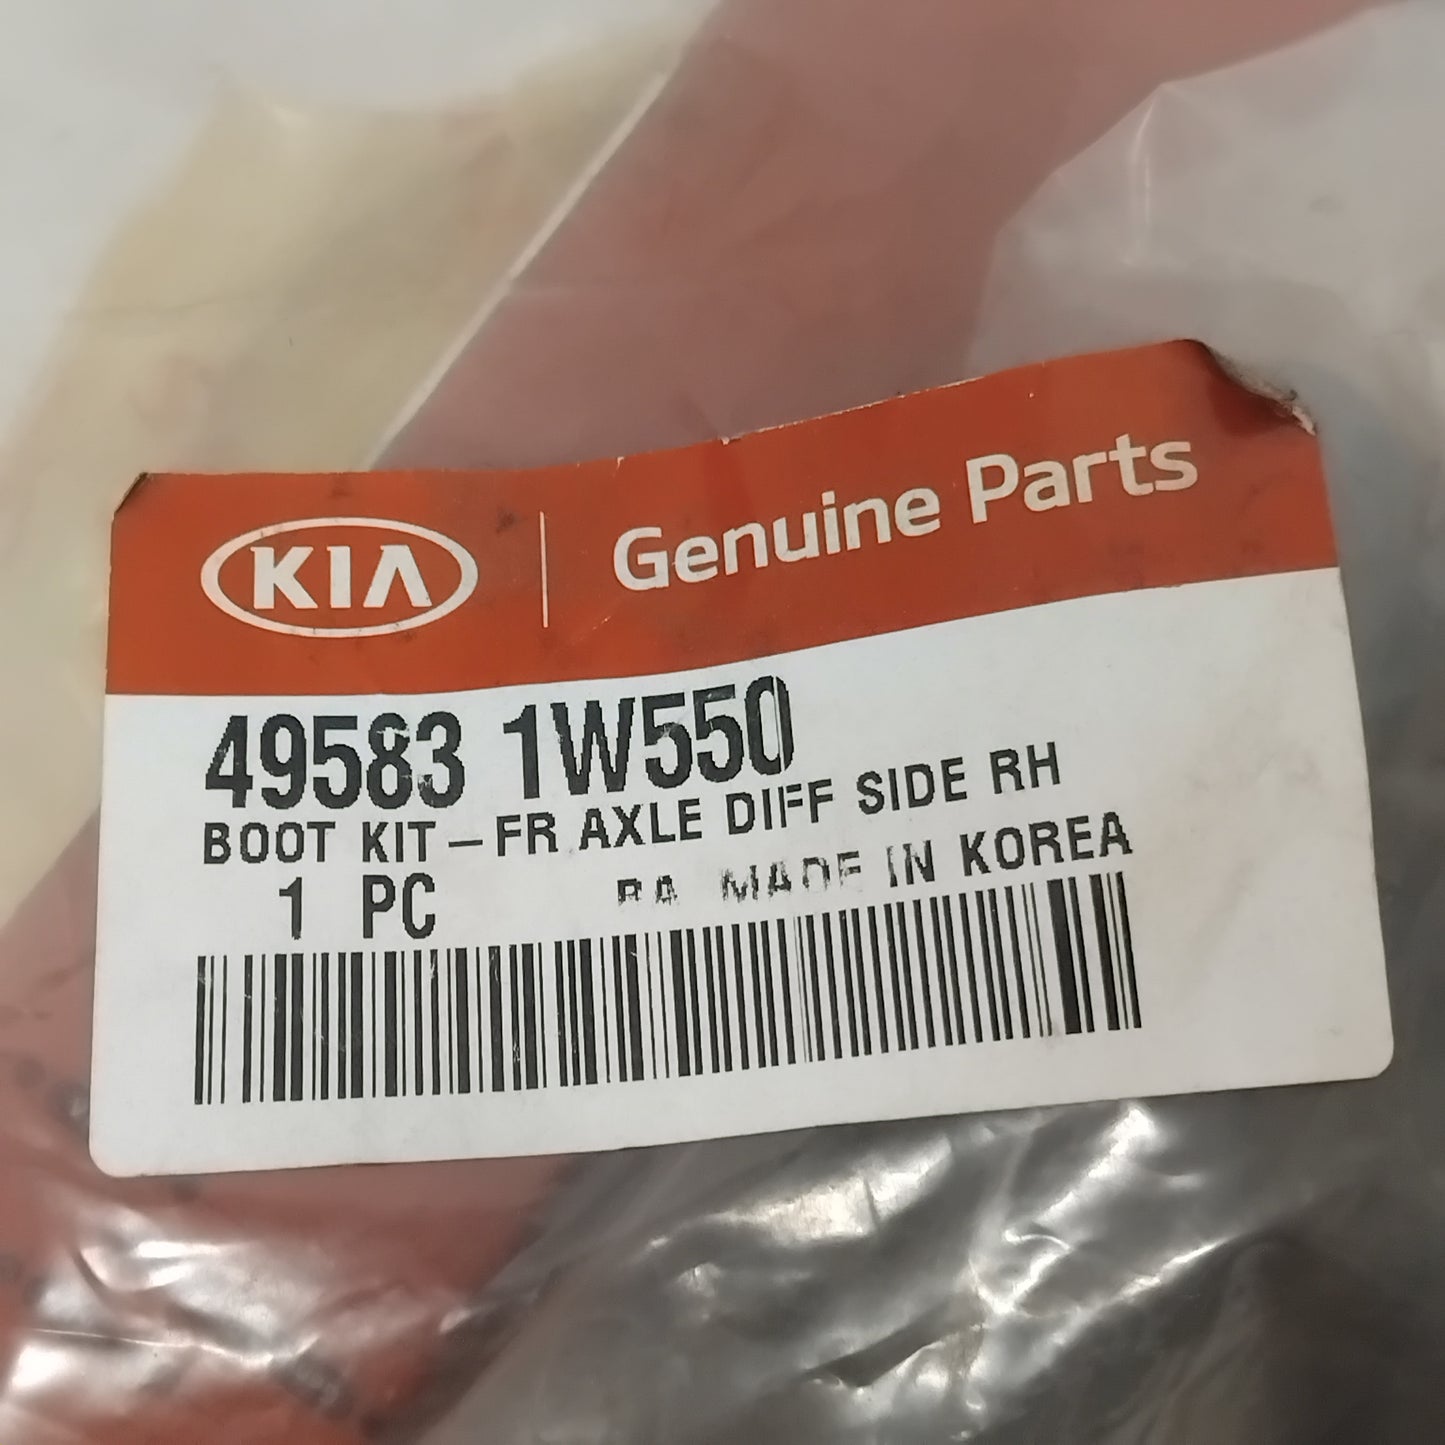 KIA Genuine Parts
49583 1W550
BOOT KIT-FR AXLE DIFF SIDE RH
1 PC MADE IN KOREA